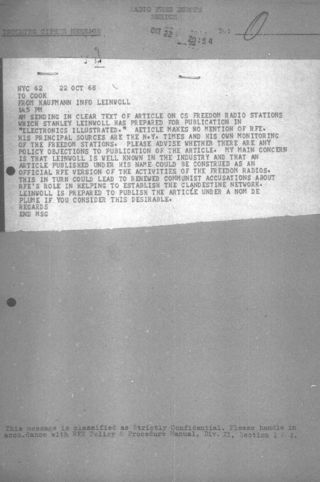 RADIO FREE EUROPE
MUNICH
INCOMING CIPHER MESSAGE
OCT 22
NYC 42 22 OCT 68
TO COOK
FROM KAUFMANN INFO LEINWOLL
AM SENDING IN CLEAR TEXT OF ARTICLE ON CS FREEDOM RADIO STATIONS
WHICH STANLEY LEINWOLL HAS PREPARED FOR PUBLICATION IN
"ELECTRONICS ILLUSTRATED." AETICLE MAKES NO MENTION OF RFE.
HIS PRINCIPAL SOURCES ARE THE N.Y. TIMES AND HIS OWN MONITORING
OF THE FREEDOM STATIONS. PLEASE ADVISE WHETHER THERE ARE ANY
POLICY OBJECTIONS TO PUBLICATION OF THE ARTICLE. MY MAIN CONCERN
IS THAT LEINWOLL IS WELL KNOWN IN THE INDUSTRY AND THAT AN
ARTICLE PUBLISHED UNDER HIS NAME COULD BE CONSTRUED AS AN
OFFICIAL RFE VERSION OF THE ACTIVITIES OF THE FREEDOM RADIOS.
THIS IN TURN COULD LEAD TO RENEWED COMMUNIST ACCUSATIONS ABOUT
RFE'S ROLE IN HELPING TO ESTABLISH THE CLANDESTINE NETWORK.
LEINWOLL IS PREPARED TO PUBLISH THE ARTICLE UNDER A NOM DE
PLUME IF YOU CONSIDER THIS DESIRABLE.
REGARDS
END MSG
This message is classified as Strictly Confidential. Please handle in
accordance with RFE Policy & Procedure Manual, Div. II, Section